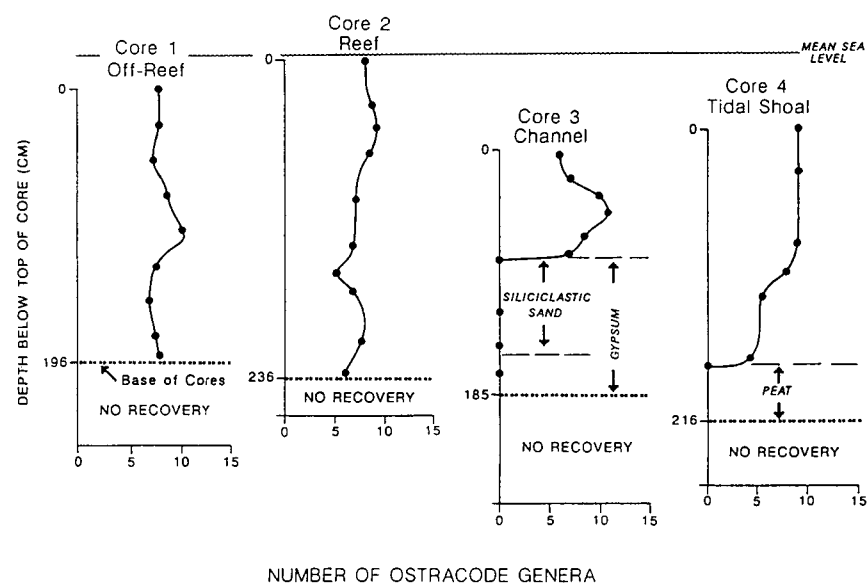 Core 1
Off-Reef
Core 2
Reef
Core 3
Channel
Core 4
Tidal Shoal
MEAN SEA
LEVEL
DEPTH BELOW TOP OF CORE (CM)
0
196
Base of Cores
NO RECOVERY
0 5 10 15
0
236
NO RECOVERY
0 5 10 15
0
SILICICLASTIC
SAND
GYPSUM
185
NO RECOVERY
0 5 10 15
0
PEAT
216
NO RECOVERY
0 5 10 15
NUMBER OF OSTRACODE GENERA